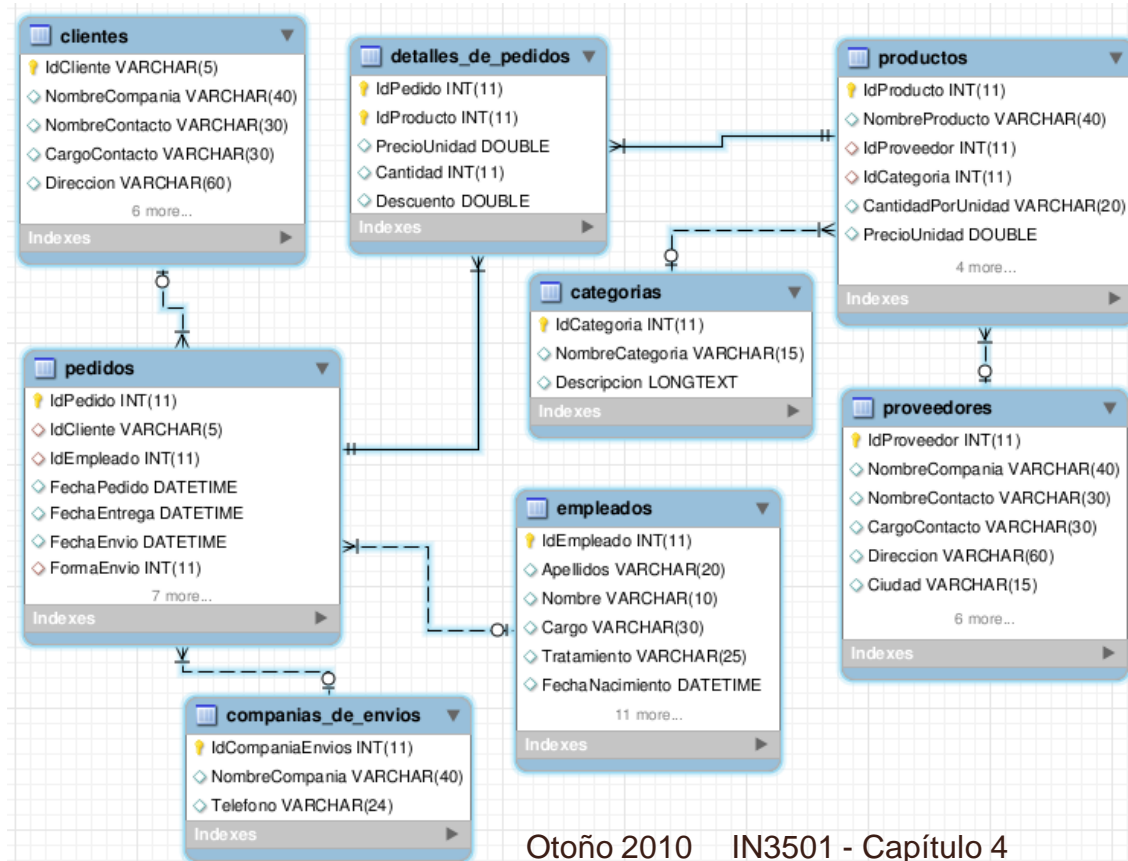 clientes
IdCliente VARCHAR(5)
NombreCompania VARCHAR(40)
NombreContacto VARCHAR(30)
CargoContacto VARCHAR(30)
Direccion VARCHAR(60)
6 more...
Indexes
detalles_de_pedidos
IdPedido INT(11)
IdProducto INT(11)
PrecioUnidad DOUBLE
Cantidad INT(11)
Descuento DOUBLE
Indexes
productos
IdProducto INT(11)
NombreProducto VARCHAR(40)
IdProveedor INT(11)
IdCategoria INT(11)
CantidadPorUnidad VARCHAR(20)
PrecioUnidad DOUBLE
4 more...
Indexes
categorias
IdCategoria INT(11)
NombreCategoria VARCHAR(15)
Descripcion LONGTEXT
Indexes
pedidos
IdPedido INT(11)
IdCliente VARCHAR(5)
IdEmpleado INT(11)
FechaPedido DATETIME
FechaEntrega DATETIME
FechaEnvio DATETIME
FormaEnvio INT(11)
7 more...
Indexes
proveedores
IdProveedor INT(11)
NombreCompania VARCHAR(40)
NombreContacto VARCHAR(30)
CargoContacto VARCHAR(30)
Direccion VARCHAR(60)
Ciudad VARCHAR(15)
6 more...
Indexes
empleados
IdEmpleado INT(11)
Apellidos VARCHAR(20)
Nombre VARCHAR(10)
Cargo VARCHAR(30)
Tratamiento VARCHAR(25)
FechaNacimiento DATETIME
11 more...
Indexes
companias_de_envios
IdCompaniaEnvios INT(11)
NombreCompania VARCHAR(40)
Telefono VARCHAR(24)
Indexes
Otoño 2010 IN3501 - Capítulo 4